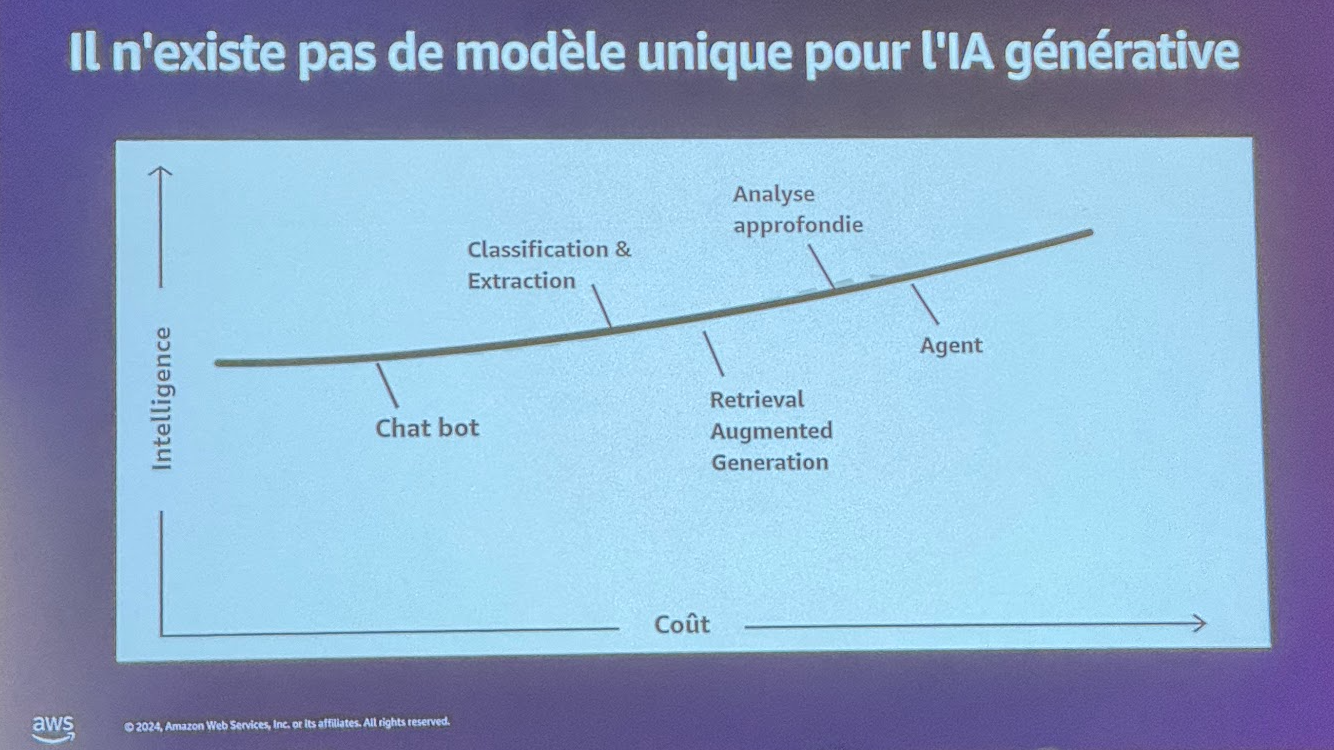 Il n'existe pas de modèle unique pour l'IA générative
Analyse
approfondie
Classification &
Extraction
Agent
Intelligence
Retrieval
Augmented
Generation
Chat bot
Coût
aws
© 2024, Amazon Web Services, Inc. or its affiliates. All rights reserved.